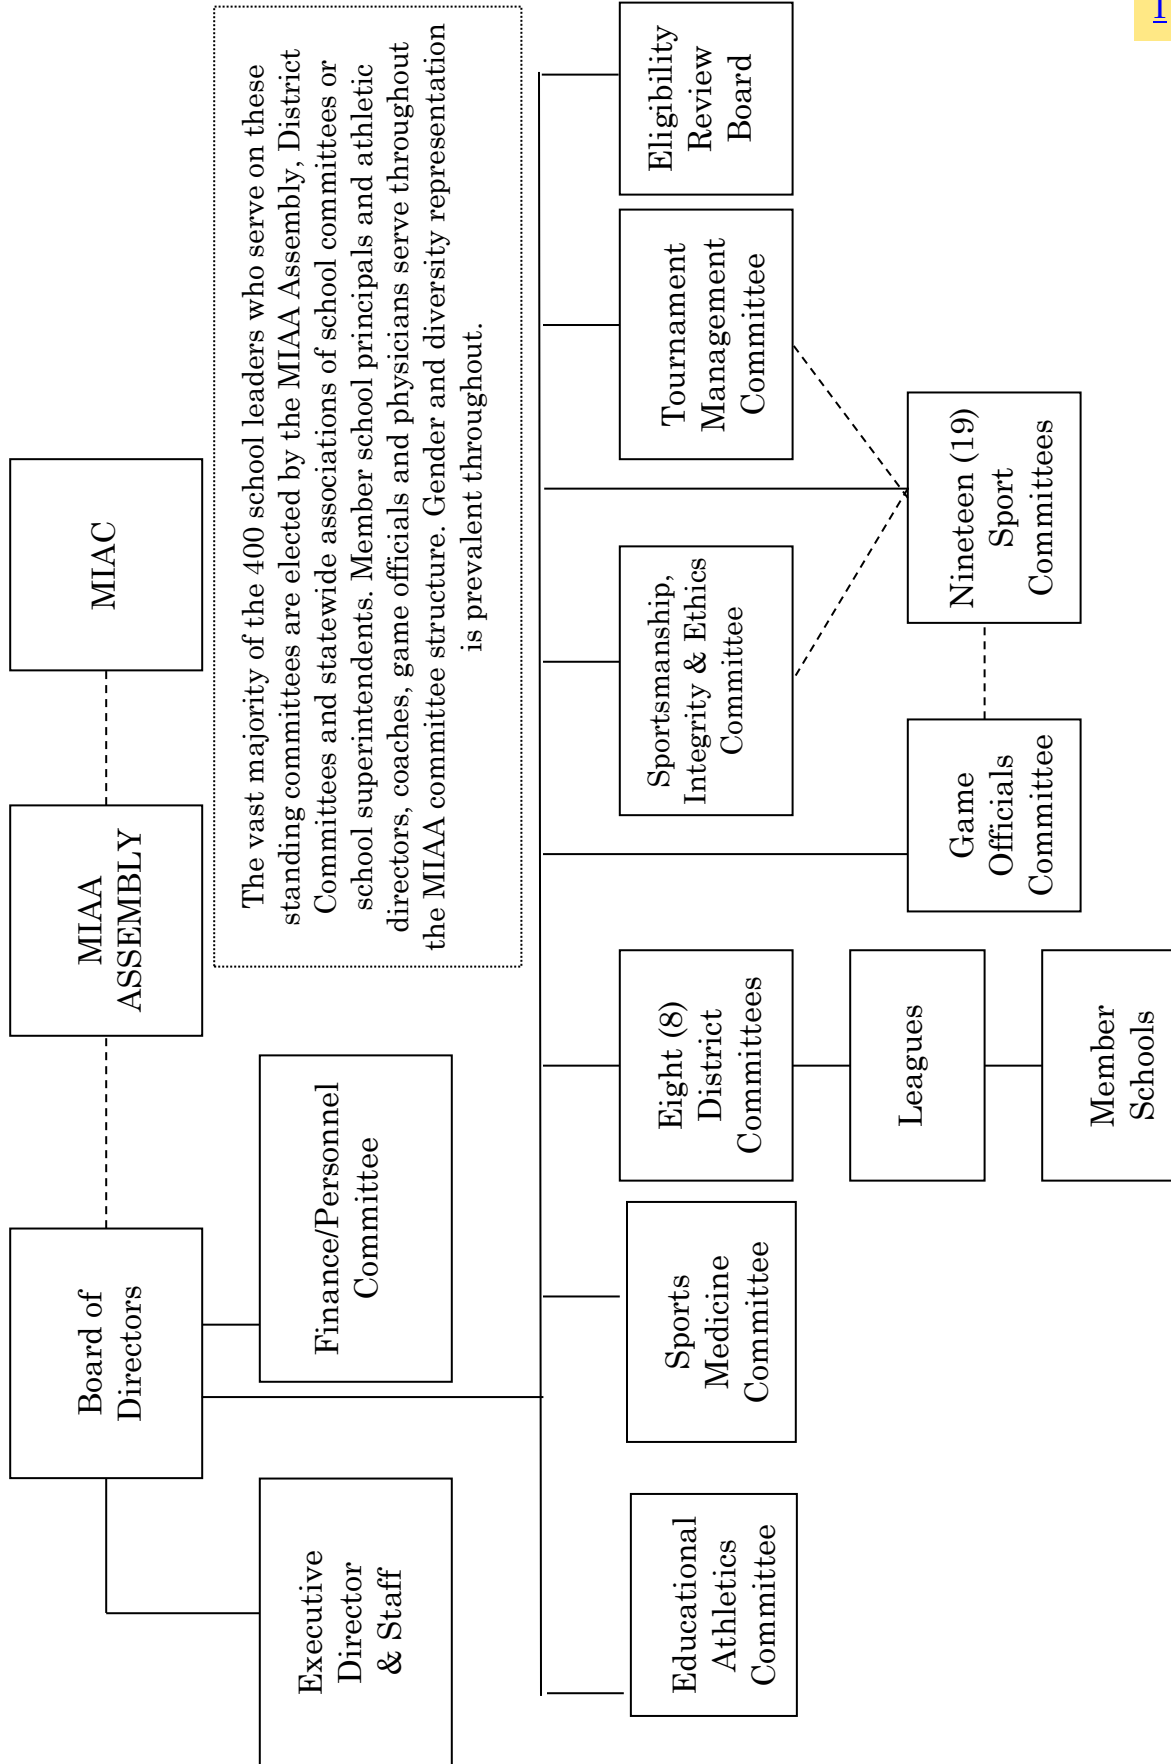 Board of
Directors
MIAA
ASSEMBLY
MIAC
Executive
Director
& Staff
Finance/Personnel
Committee
The vast majority of the 400 school leaders who serve on these
standing committees are elected by the MIAA Assembly, District
Committees and statewide associations of school committees or
school superintendents. Member school principals and athletic
directors, coaches, game officials and physicians serve throughout
the MIAA committee structure. Gender and diversity representation
is prevalent throughout.
Educational
Athletics
Committee
Sports
Medicine
Committee
Eight (8)
District
Committees
Sportsmanship,
Integrity & Ethics
Committee
Tournament
Management
Committee
Eligibility
Review
Board
Leagues
Game
Officials
Committee
Nineteen (19)
Sport
Committees
Member
Schools